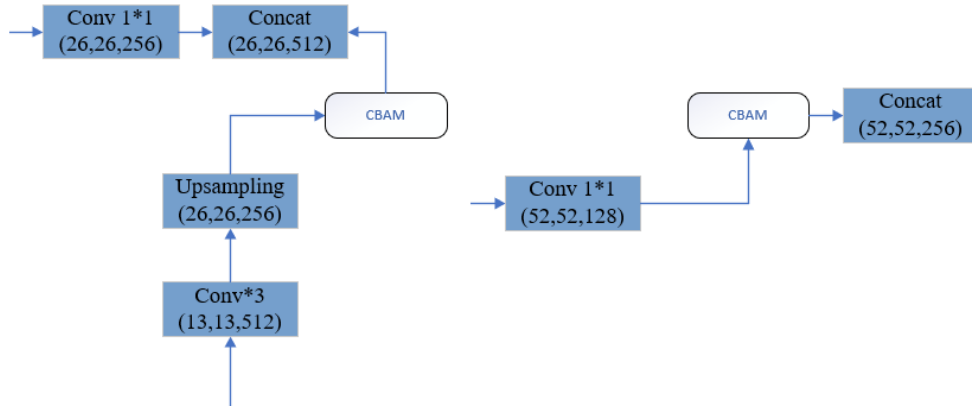 Conv 1*1
(26,26,256)
Concat
(26,26,512)
CBAM
Upsampling
(26,26,256)
Conv*3
(13,13,512)
CBAM
Concat
(52,52,256)
Conv 1*1
(52,52,128)